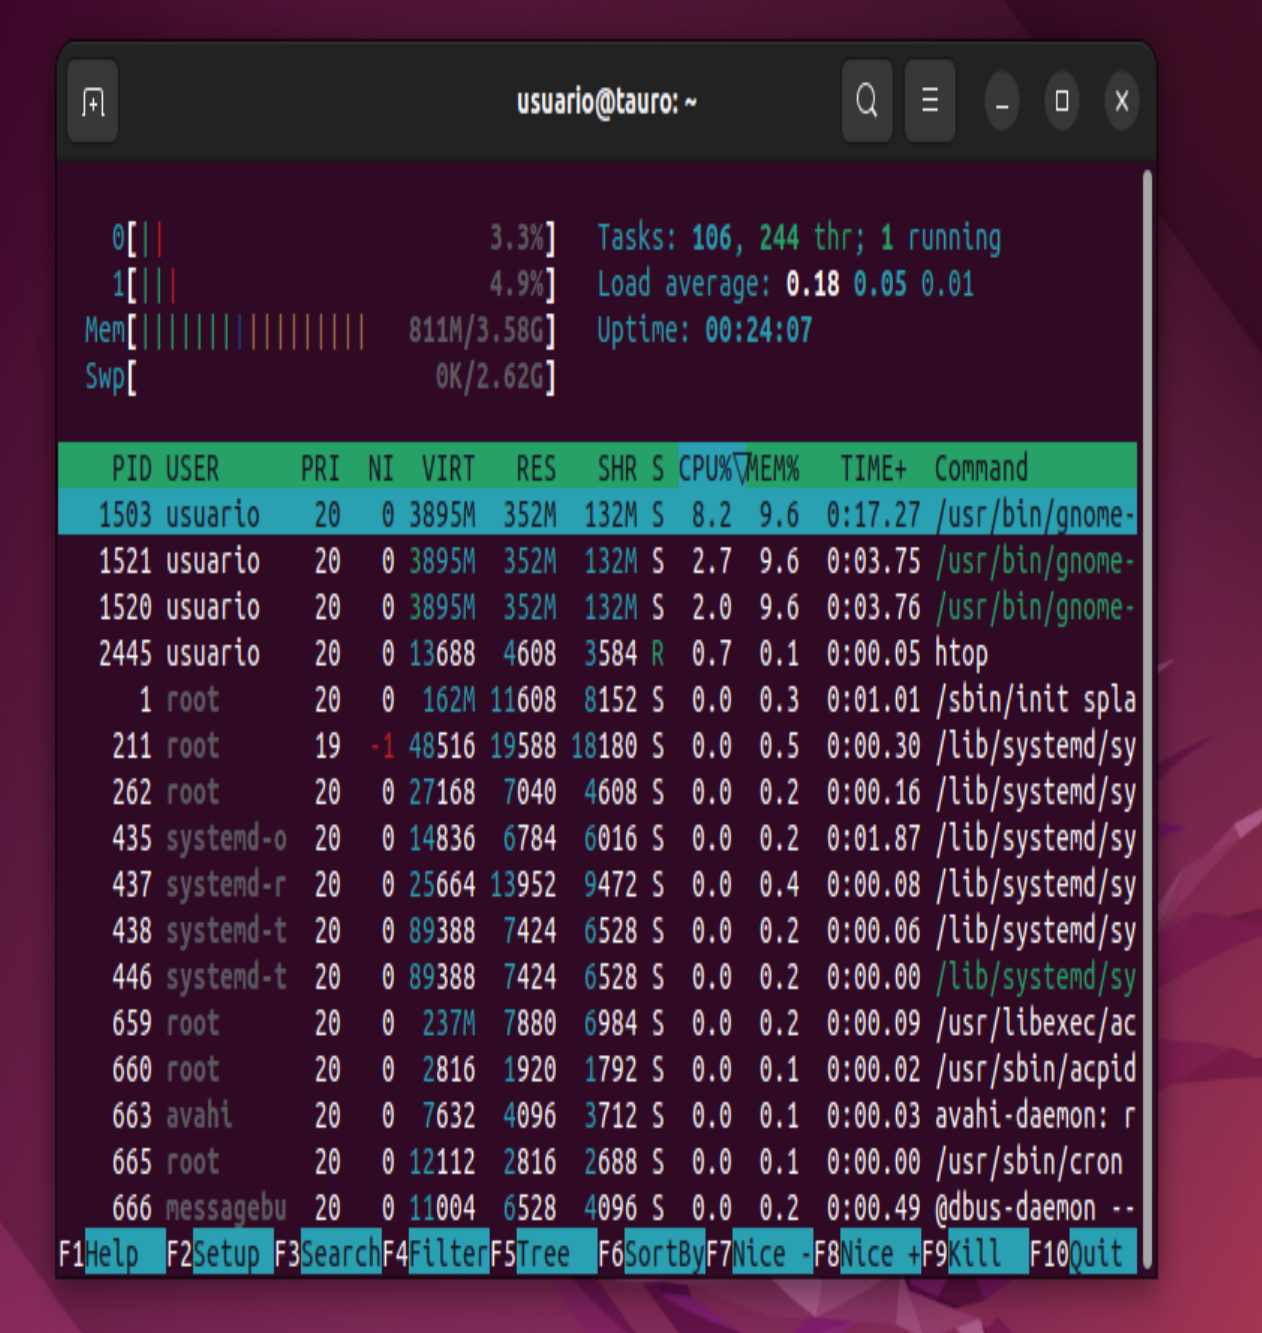 usuario@tauro: ~
0[|| 3.3%] Tasks: 106, 244 thr; 1 running
1[||| 4.9%] Load average: 0.18 0.05 0.01
Mem[||||||||||||||||| 811M/3.58G] Uptime: 00:24:07
Swp[ 0K/2.62G]
PID USER PRI NI VIRT RES SHR S CPU%▽MEM% TIME+ Command
1503 usuario 20 0 3895M 352M 132M S 8.2 9.6 0:17.27 /usr/bin/gnome-
1521 usuario 20 0 3895M 352M 132M S 2.7 9.6 0:03.75 /usr/bin/gnome-
1520 usuario 20 0 3895M 352M 132M S 2.0 9.6 0:03.76 /usr/bin/gnome-
2445 usuario 20 0 13688 4608 3584 R 0.7 0.1 0:00.05 htop
1 root 20 0 162M 11608 8152 S 0.0 0.3 0:01.01 /sbin/init spla
211 root 19 -1 48516 19588 18180 S 0.0 0.5 0:00.30 /lib/systemd/sy
262 root 20 0 27168 7040 4608 S 0.0 0.2 0:00.16 /lib/systemd/sy
435 systemd-o 20 0 14836 6784 6016 S 0.0 0.2 0:01.87 /lib/systemd/sy
437 systemd-r 20 0 25664 13952 9472 S 0.0 0.4 0:00.08 /lib/systemd/sy
438 systemd-t 20 0 89388 7424 6528 S 0.0 0.2 0:00.06 /lib/systemd/sy
446 systemd-t 20 0 89388 7424 6528 S 0.0 0.2 0:00.00 /lib/systemd/sy
659 root 20 0 237M 7880 6984 S 0.0 0.2 0:00.09 /usr/libexec/ac
660 root 20 0 2816 1920 1792 S 0.0 0.1 0:00.02 /usr/sbin/acpid
663 avahi 20 0 7632 4096 3712 S 0.0 0.1 0:00.03 avahi-daemon: r
665 root 20 0 12112 2816 2688 S 0.0 0.1 0:00.00 /usr/sbin/cron
666 messagebu 20 0 11004 6528 4096 S 0.0 0.2 0:00.49 @dbus-daemon --
F1Help F2Setup F3SearchF4FilterF5Tree F6SortByF7Nice -F8Nice +F9Kill F10Quit